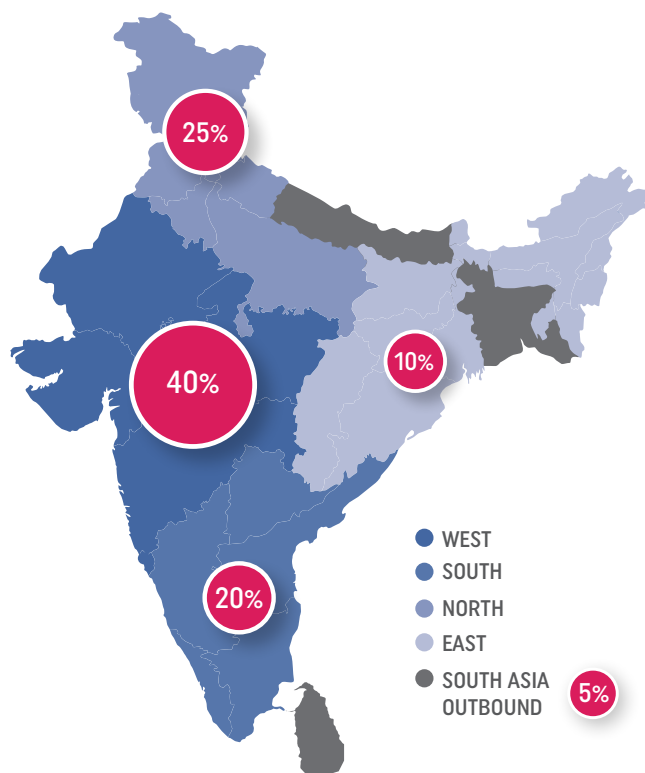 25%
40%
10%
20%
WEST
SOUTH
NORTH
EAST
SOUTH ASIA
OUTBOUND
5%